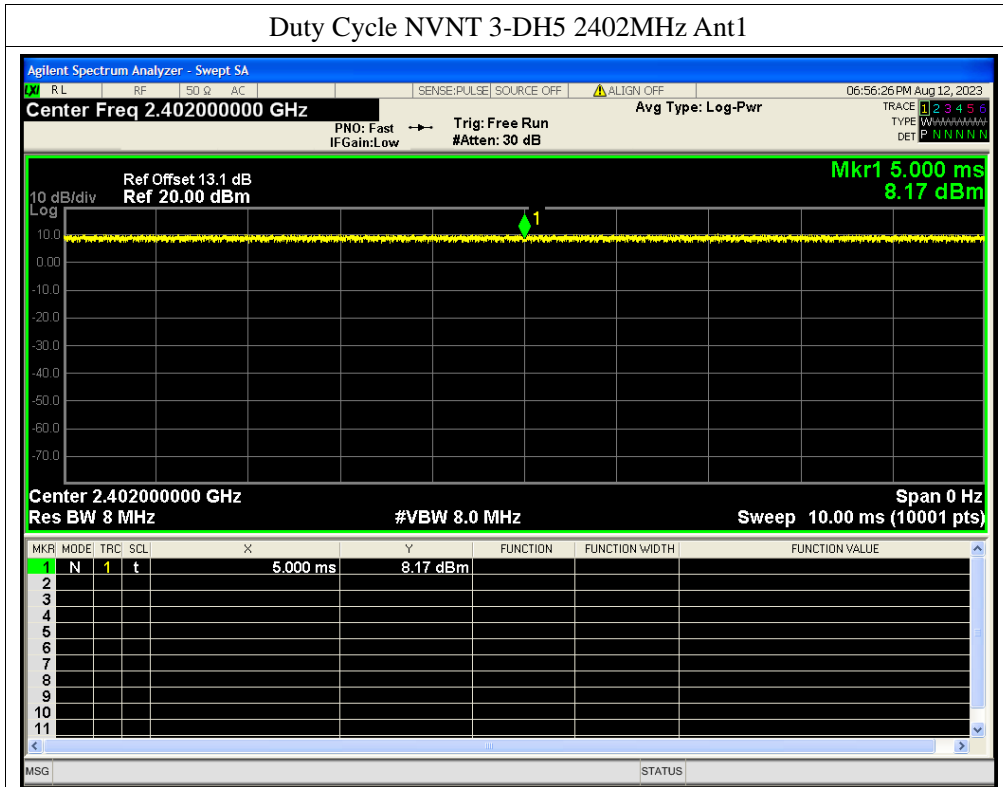 Duty Cycle NVNT 3-DH5 2402MHz Ant1
Agilent Spectrum Analyzer - Swept SA
LXI RL RF 50 Ω AC SENSE:PULSE SOURCE OFF ALIGN OFF 06:56:26 PM Aug 12, 2023
Center Freq 2.402000000 GHz Avg Type: Log-Pwr TRACE 1 2 3 4 5 6
PNO: Fast Trig: Free Run TYPE WWWWWW
IFGain:Low #Atten: 30 dB DET P N N N N N
Mkr1 5.000 ms
Ref Offset 13.1 dB
10 dB/div Ref 20.00 dBm 8.17 dBm
Log
1
10.0
0.00
-10.0
-20.0
-30.0
-40.0
-50.0
-60.0
-70.0
Center 2.402000000 GHz Span 0 Hz
Res BW 8 MHz #VBW 8.0 MHz Sweep 10.00 ms (10001 pts)
MKR MODE TRC SCL X Y FUNCTION FUNCTION WIDTH FUNCTION VALUE
1 N 1 t 5.000 ms 8.17 dBm
2
3
4
5
6
7
8
9
10
11
MSG STATUS